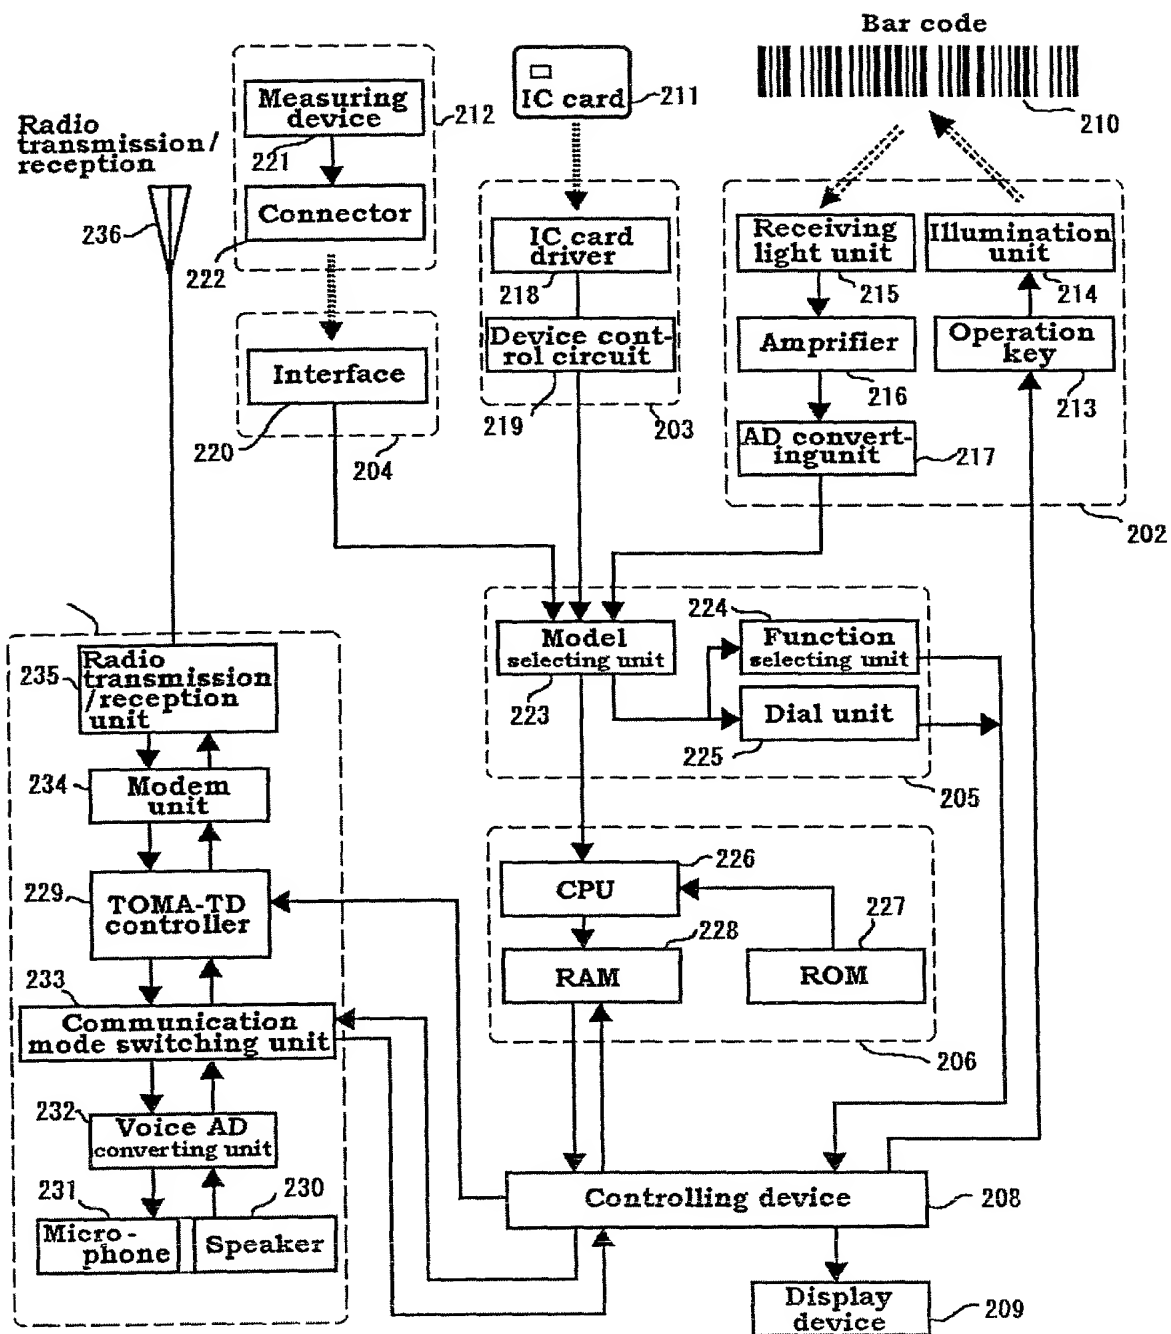 Bar code
Measuring
device
221
212
IC card
211
210
Radio
transmission/
reception
236
Connector
222
IC card
driver
218
Receiving
light unit
215
Illumination
unit
214
Device cont-
rol circuit
219
203
Amprifier
216
Operation
key
213
Interface
220
204
AD convert-
ingunit
217
202
Model
selecting unit
223
224
Function
selecting unit
Dial unit
225
205
235
Radio
transmission
/reception
unit
234
Modem
unit
226
CPU
229
TOMA-TD
controller
228
227
RAM
ROM
233
Communication
mode switching unit
206
232
Voice AD
converting unit
231
230
Micro-
phone
Speaker
Controlling device
208
Display
device
209